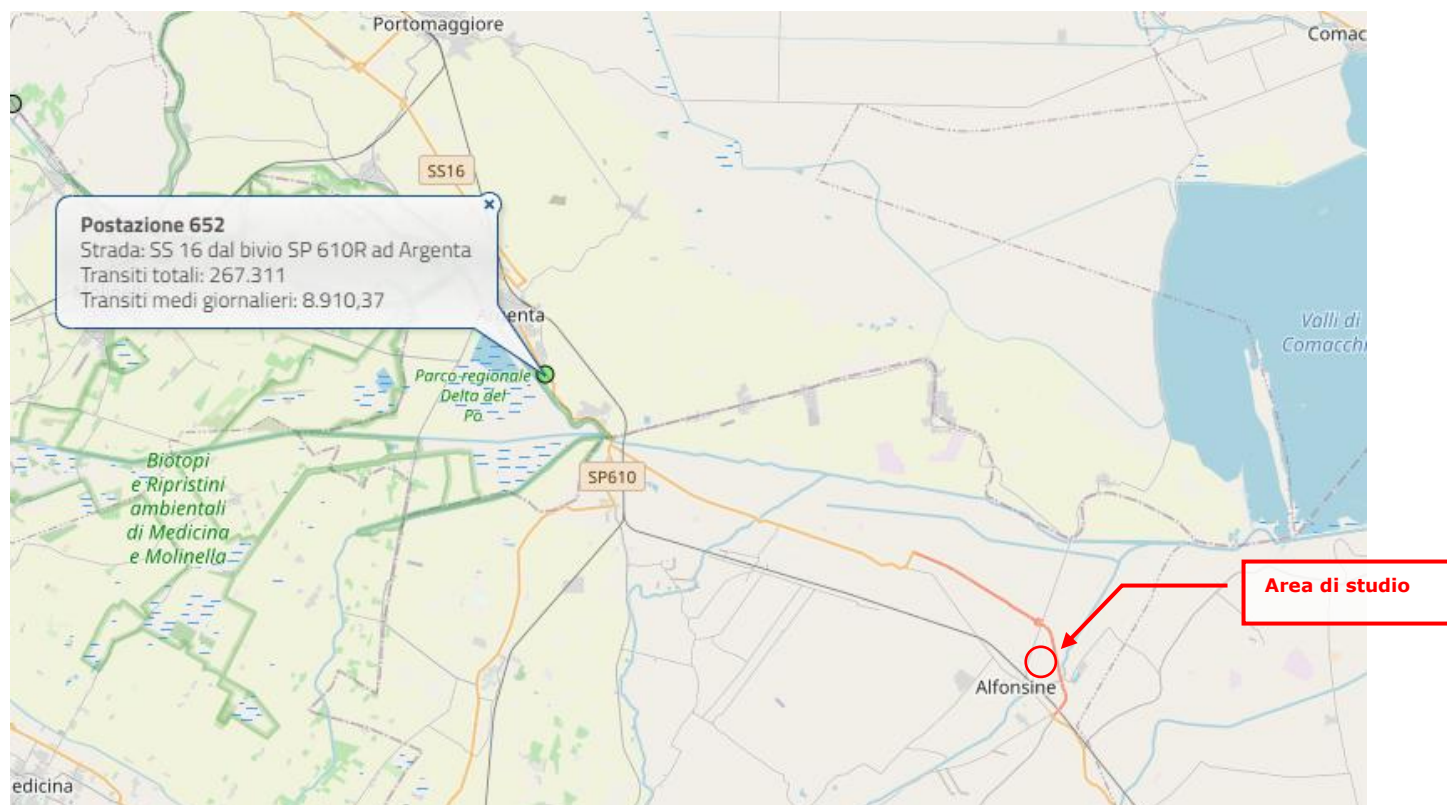 Portomaggiore
Comac
SS16
Postazione 652
Strada: SS 16 dal bivio SP 610R ad Argenta
Transiti totali: 267.311
Transiti medi giornalieri: 8.910,37
enta
Valli di
Comacchi
Parco regionale
Delta del
Po
Biotopi
e Ripristini
ambientali
di Medicina
e Molinella
SP610
Area di studio
Alfonsine
edicina